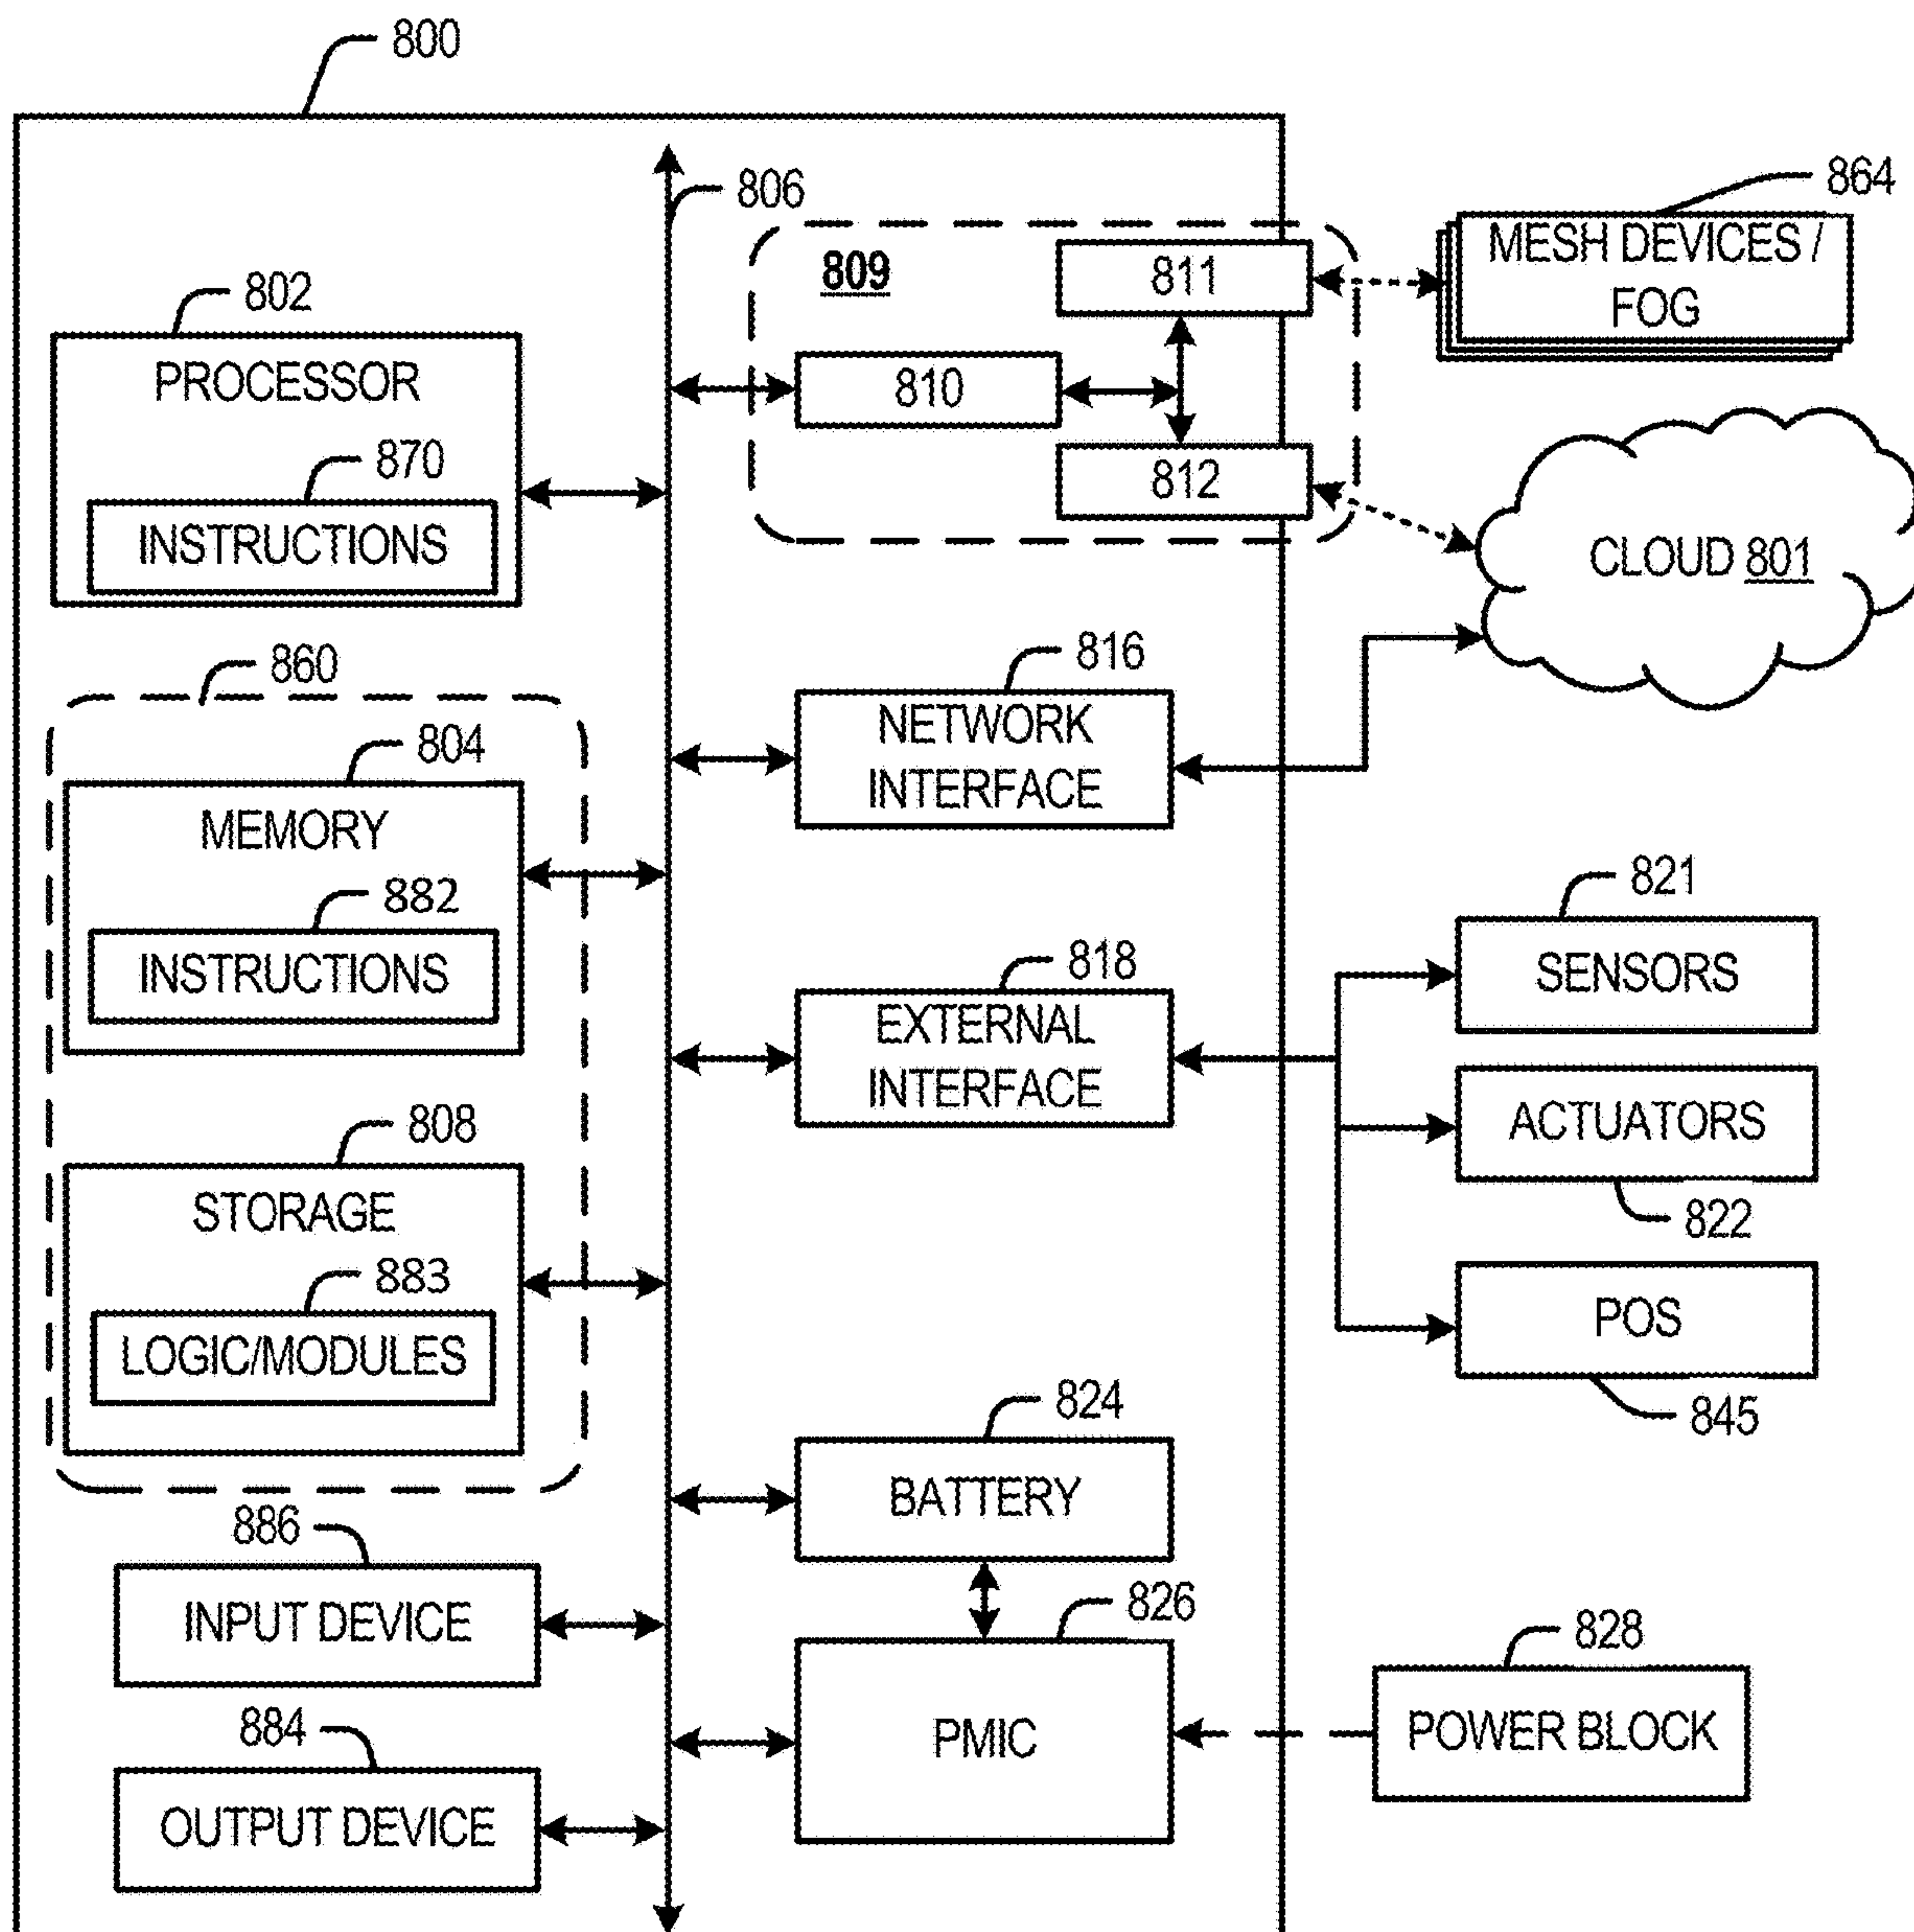 800
806
864
MESH DEVICES /
FOG
809
811
810
812
802
PROCESSOR
870
INSTRUCTIONS
CLOUD 801
860
804
MEMORY
882
INSTRUCTIONS
816
NETWORK
INTERFACE
818
EXTERNAL
INTERFACE
821
SENSORS
ACTUATORS
822
POS
845
808
STORAGE
883
LOGIC/MODULES
824
BATTERY
886
INPUT DEVICE
826
PMIC
828
POWER BLOCK
884
OUTPUT DEVICE